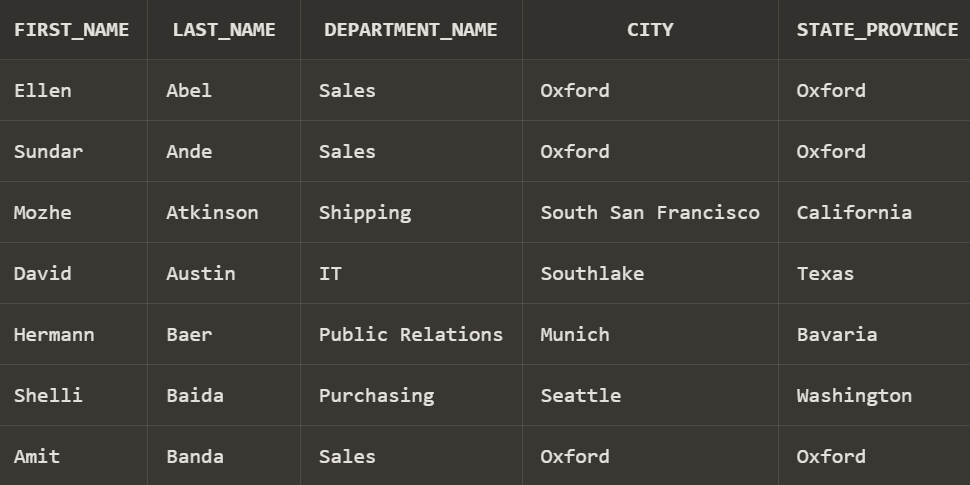 FIRST_NAME LAST_NAME DEPARTMENT_NAME CITY STATE_PROVINCE
Ellen Abel Sales Oxford Oxford
Sundar Ande Sales Oxford Oxford
Mozhe Atkinson Shipping South San Francisco California
David Austin IT Southlake Texas
Hermann Baer Public Relations Munich Bavaria
Shelli Baida Purchasing Seattle Washington
Amit Banda Sales Oxford Oxford